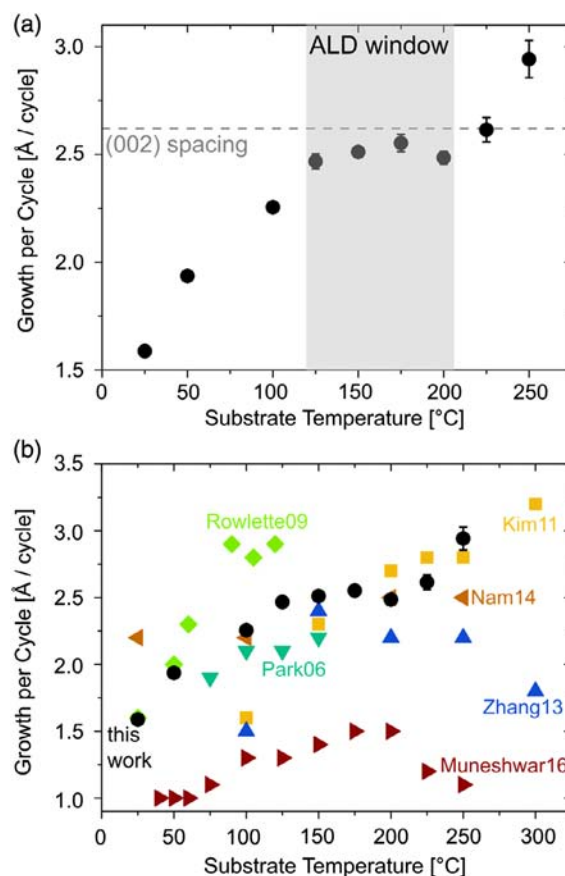 (a)
3.0
ALD window
(002) spacing
2.5
2.0
1.5
Growth per Cycle [Å / cycle]
0 50 100 150 200 250
Substrate Temperature [°C]
(b)
3.5
Rowlette09
Kim11
3.0
2.5
Nam14
Park06
2.0
Zhang13
this
work
1.5
Muneshwar16
1.0
Growth per Cycle [Å / cycle]
0 50 100 150 200 250 300
Substrate Temperature [°C]